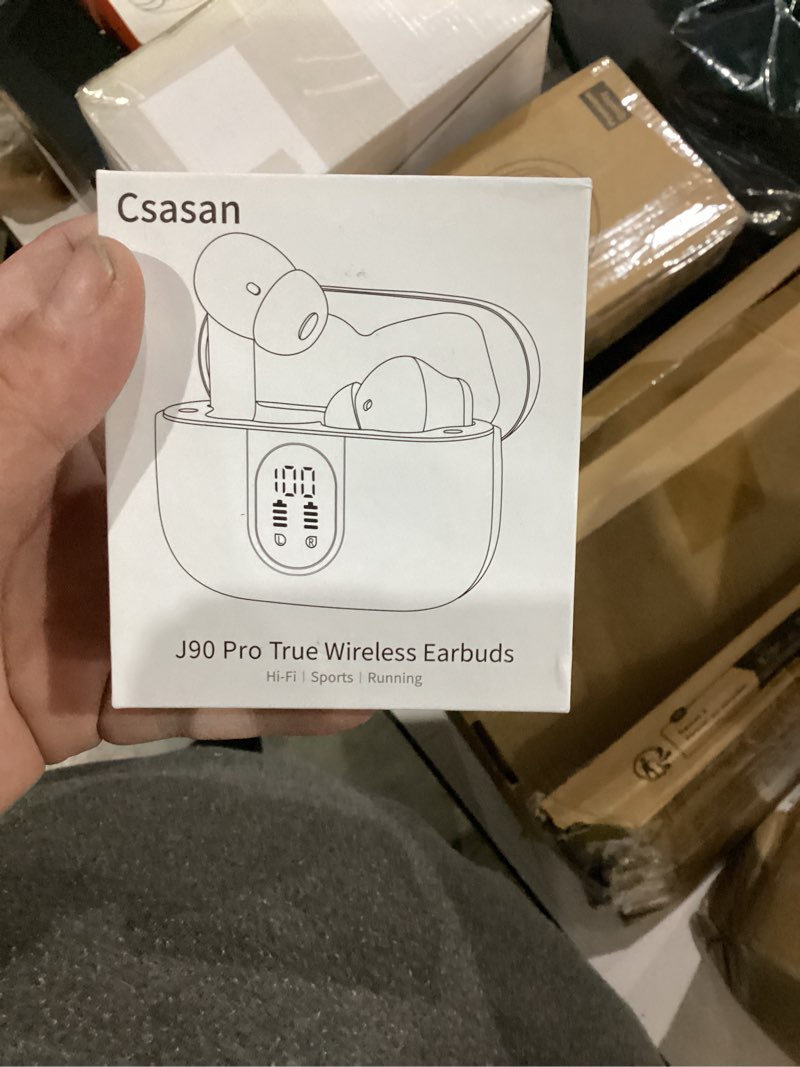 Csasan
100
L R
J90 Pro True Wireless Earbuds
Hi-Fi | Sports | Running